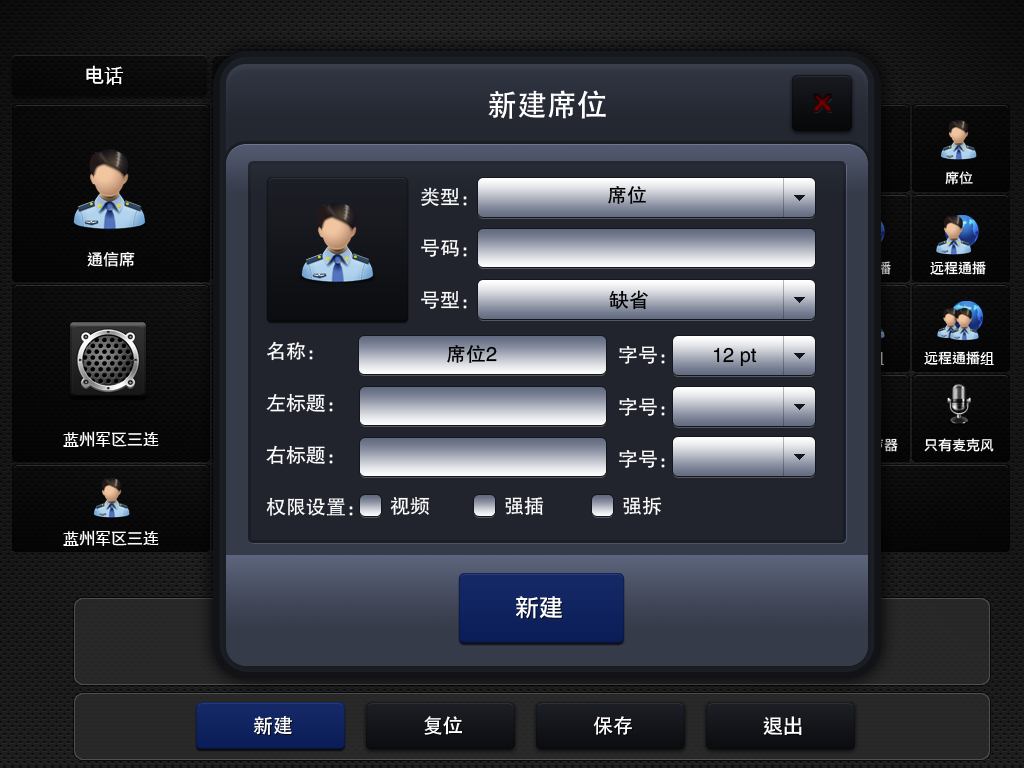 电话
通信席
蓝州军区三连
蓝州军区三连
新建席位
类型：
席位
号码：
号型：
缺省
名称：
席位2
字号：
12 pt
左标题：
字号：
右标题：
字号：
权限设置：
视频
强插
强拆
新建
席位
播
远程通播
远程通播组
器
只有麦克风
新建
复位
保存
退出